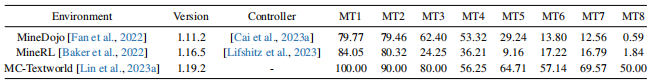 Environment Version Controller MT1 MT2 MT3 MT4 MT5 MT6 MT7 MT8
MineDojo [Fan et al., 2022] 1.11.2 [Cai et al., 2023a] 79.77 79.46 62.40 53.32 29.24 13.80 12.56 0.59
MineRL [Baker et al., 2022] 1.16.5 [Lifshitz et al., 2023] 84.05 80.32 24.25 36.21 9.16 17.22 16.79 1.84
MC-Textworld [Lin et al., 2023a] 1.19.2 - 100.00 90.00 80.00 56.25 64.71 57.14 69.57 50.00